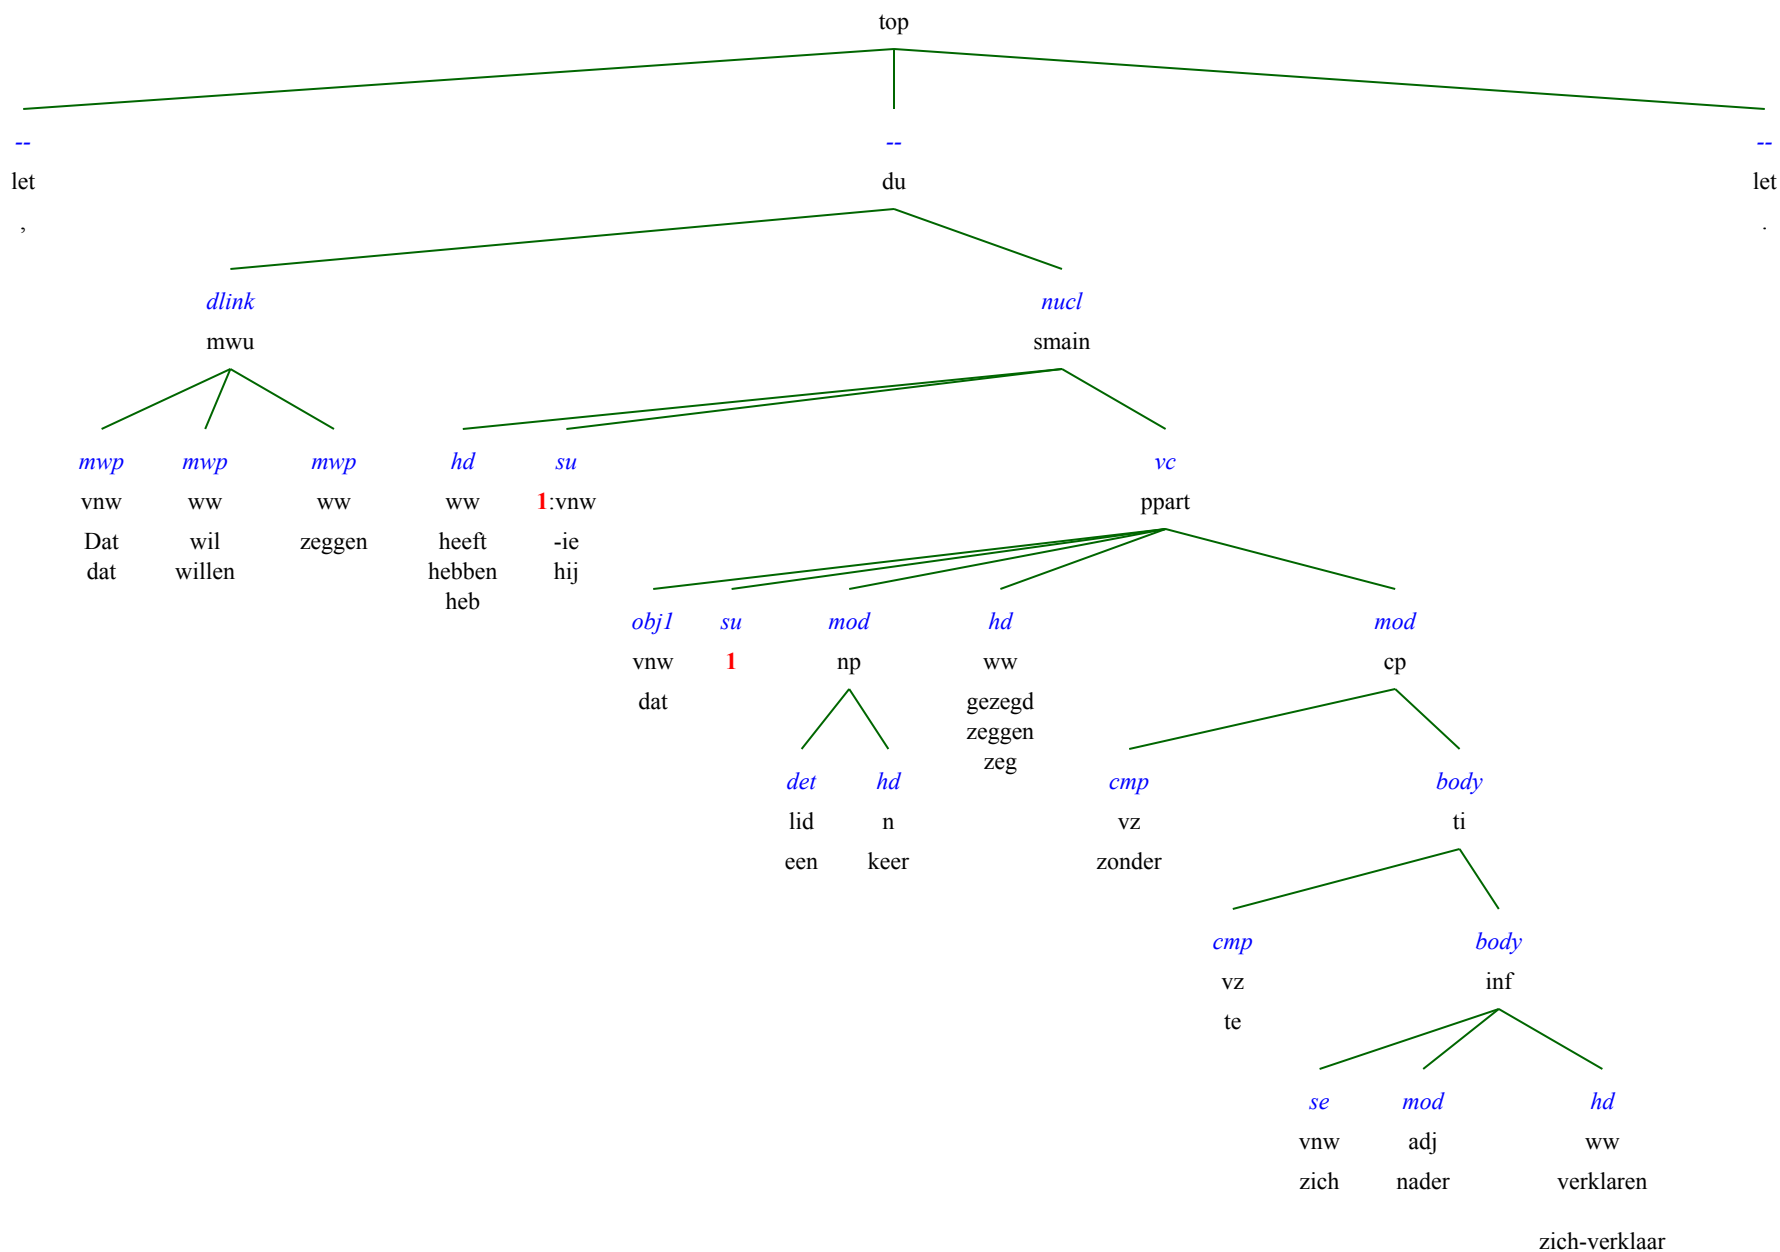 top
-- -- --
let du let
, .
dlink nucl
mwu smain
mwp mwp mwp hd su vc
vnw ww ww ww 1:vnw ppart
Dat wil zeggen heeft -ie
dat willen hebben hij
heb
obj1 su mod hd mod
vnw 1 np ww cp
dat gezegd
zeggen
zeg
det hd cmp body
lid n vz ti
een keer zonder
cmp body
vz inf
te
se mod hd
vnw adj ww
zich nader verklaren
zich-verklaar